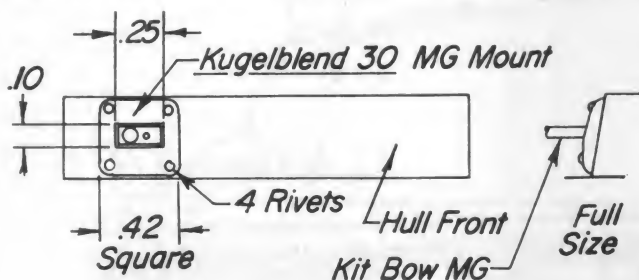 .25
Kugelblend 30 MG Mount
.10
4 Rivets
Hull Front
.42
Square
Kit Bow MG
Full
Size